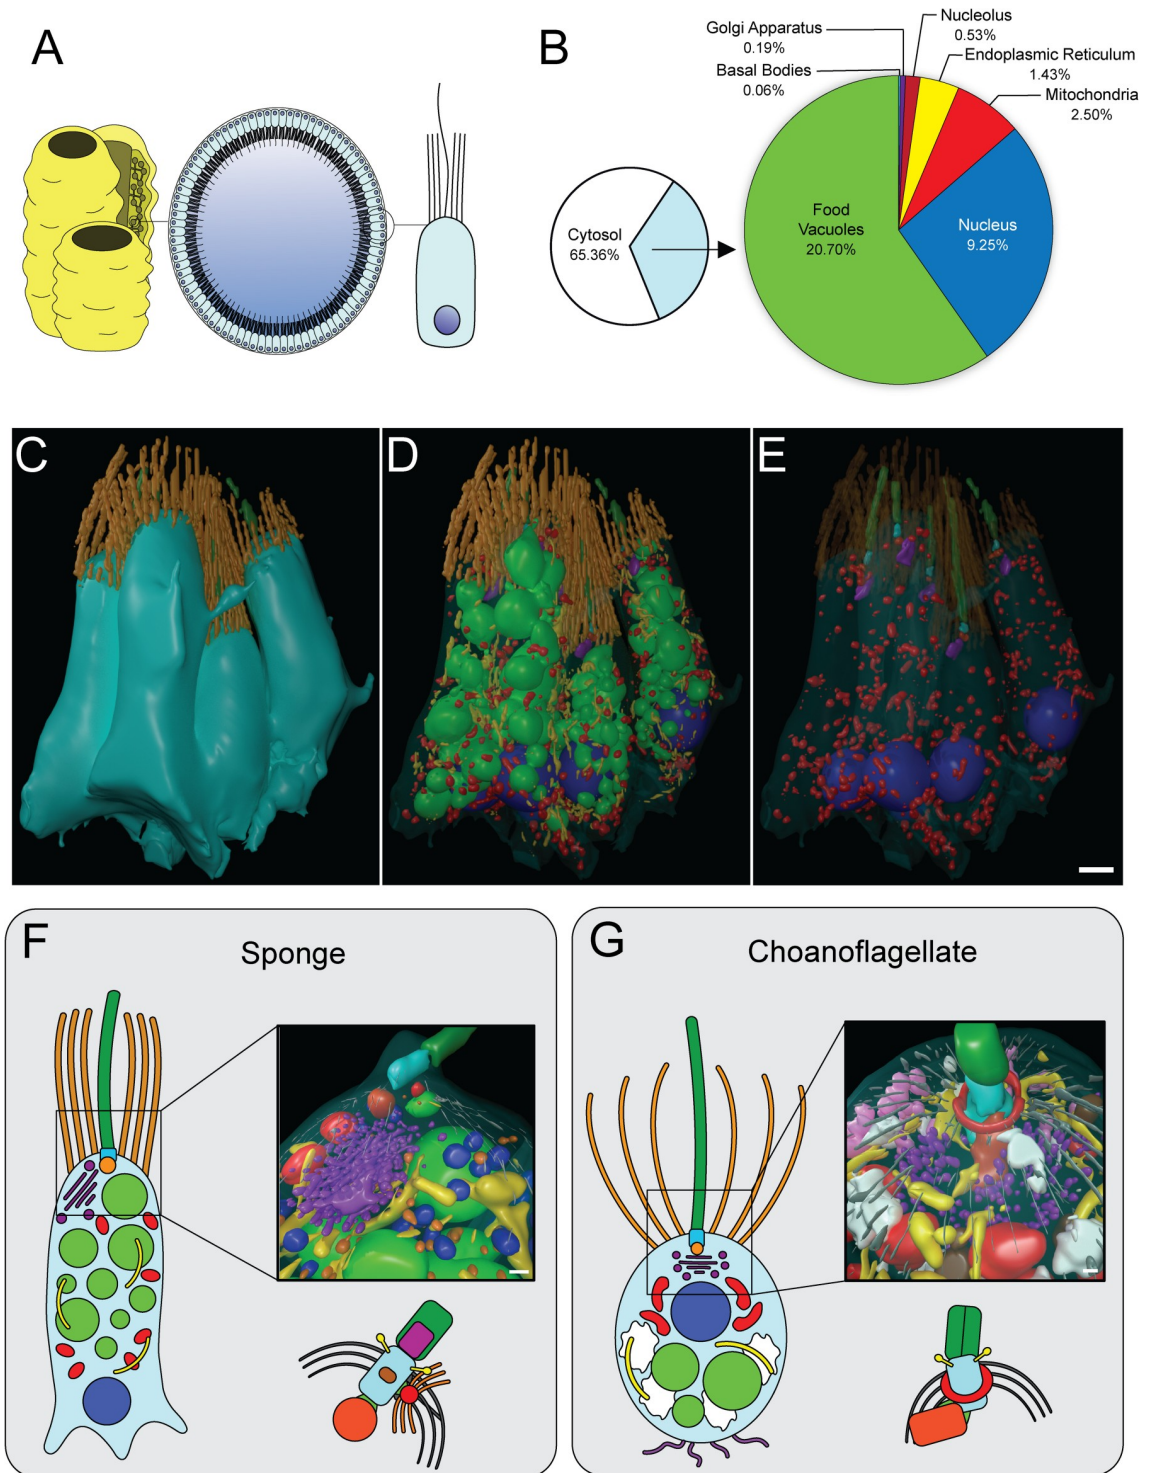 A
B
Golgi Apparatus
0.19%
Basal Bodies
0.06%
Nucleolus
0.53%
Endoplasmic Reticulum
1.43%
Mitochondria
2.50%
Cytosol
65.36%
Food
Vacuoles
20.70%
Nucleus
9.25%
C
D
E
F
Sponge
G
Choanoflagellate